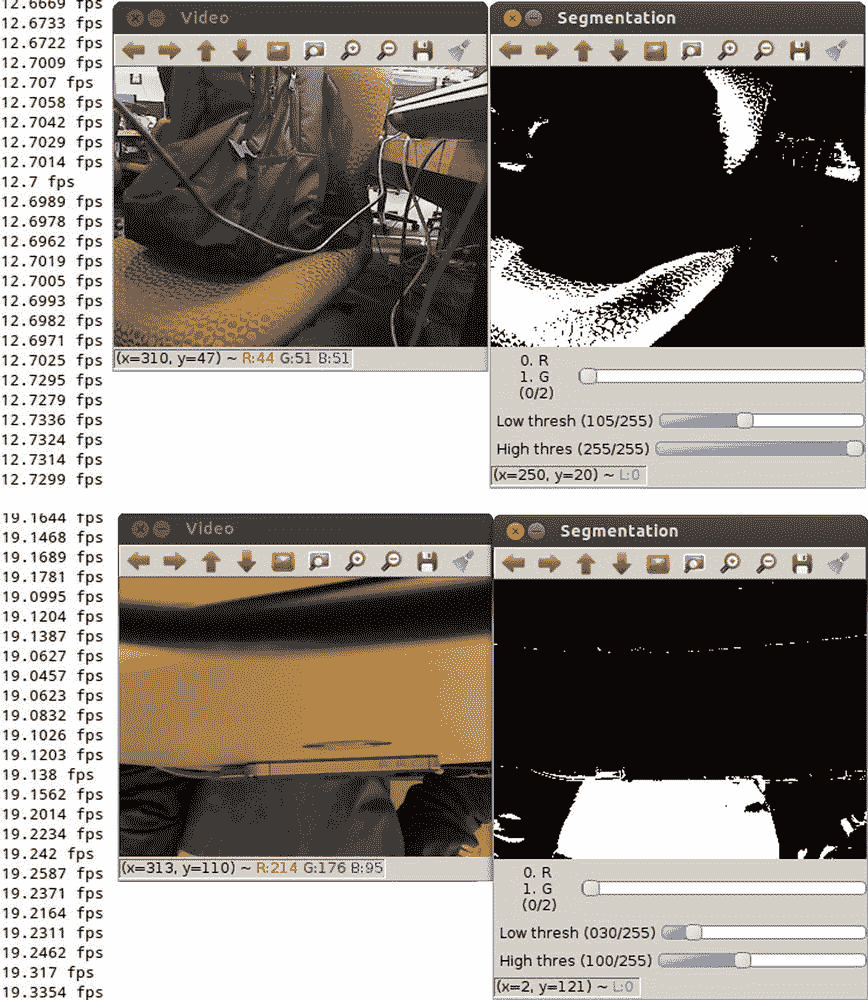 12.6669 fps
12.6733 fps
12.6722 fps
12.7009 fps
12.707 fps
12.7058 fps
12.7042 fps
12.7029 fps
12.7014 fps
12.7 fps
12.6989 fps
12.6978 fps
12.6962 fps
12.7019 fps
12.7005 fps
12.6993 fps
12.6982 fps
12.6971 fps
12.7025 fps
12.7295 fps
12.7279 fps
12.7336 fps
12.7324 fps
12.7314 fps
12.7299 fps
Video
(x=310, y=47) ~ R:44 G:51 B:51
Segmentation
0. R
1. G
(0/2)
Low thresh (105/255)
High thres (255/255)
(x=250, y=20) ~ L:0
19.1644 fps
19.1468 fps
19.1689 fps
19.1781 fps
19.0995 fps
19.1204 fps
19.1387 fps
19.0627 fps
19.0457 fps
19.0623 fps
19.0832 fps
19.1026 fps
19.1203 fps
19.138 fps
19.1562 fps
19.2014 fps
19.2234 fps
19.242 fps
19.2587 fps
19.2371 fps
19.2164 fps
19.2311 fps
19.2462 fps
19.317 fps
19.3354 fps
Video
(x=313, y=110) ~ R:214 G:176 B:95
Segmentation
0. R
1. G
(0/2)
Low thresh (030/255)
High thres (100/255)
(x=2, y=121) ~ L:0